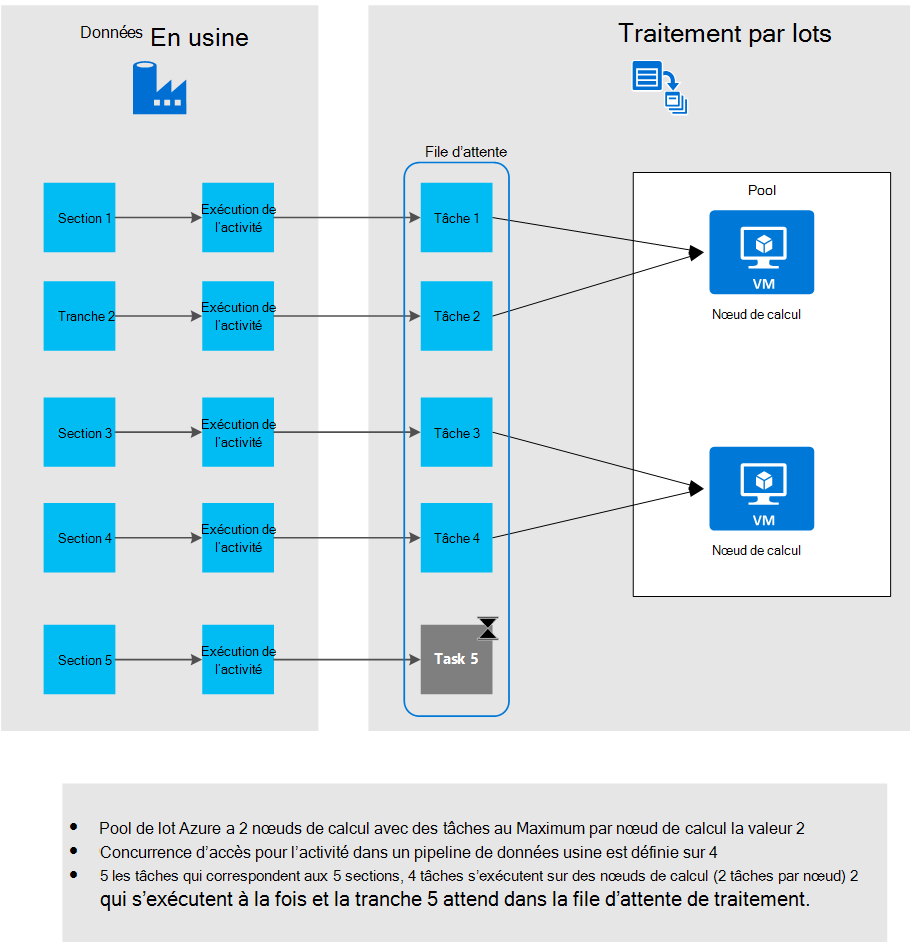 Données En usine
Traitement par lots
File d'attente
Pool
Section 1
Exécution de
l'activité
Tâche 1
VM
Nœud de calcul
Tranche 2
Exécution de
l'activité
Tâche 2
Section 3
Exécution de
l'activité
Tâche 3
VM
Nœud de calcul
Section 4
Exécution de
l'activité
Tâche 4
Section 5
Exécution de
l'activité
Task 5
• Pool de lot Azure a 2 nœuds de calcul avec des tâches au Maximum par nœud de calcul la valeur 2
• Concurrence d'accès pour l'activité dans un pipeline de données usine est définie sur 4
• 5 les tâches qui correspondent aux 5 sections, 4 tâches s'exécutent sur des nœuds de calcul (2 tâches par nœud) 2
qui s'exécutent à la fois et la tranche 5 attend dans la file d'attente de traitement.